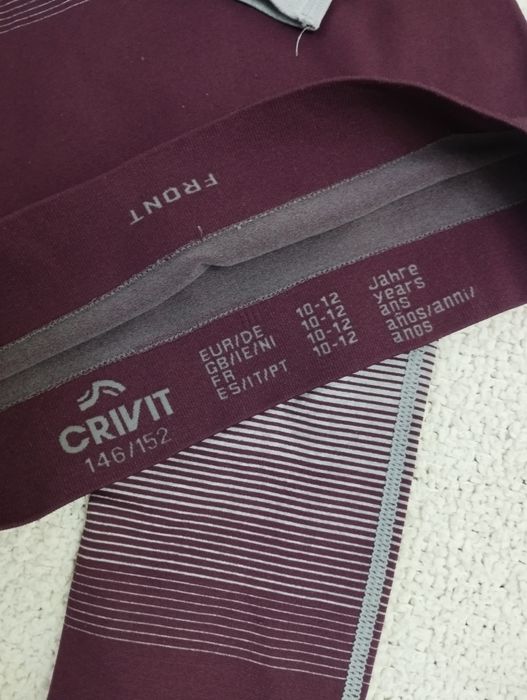 FRONT
CRIVIT
146/152
EUR/DE 10-12 Jahre
GB/IE/NI 10-12 years
FR 10-12 ans
ES/IT/PT 10-12 años/anni/
anos